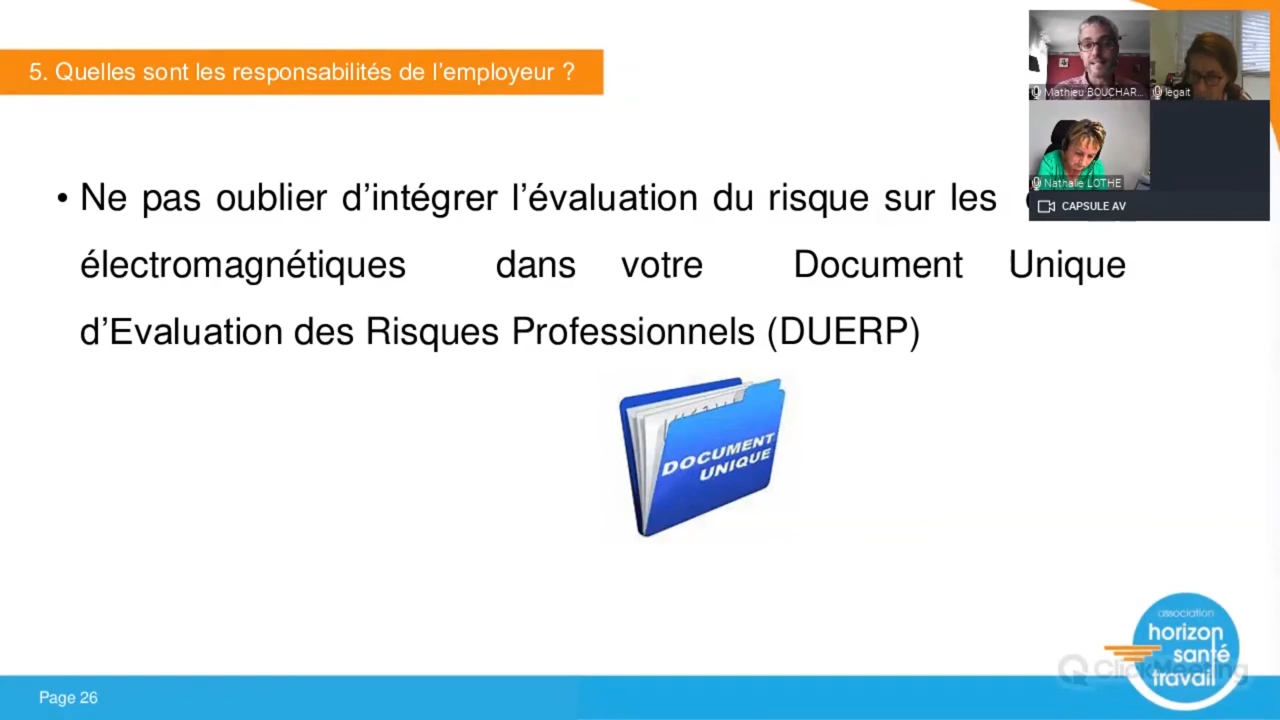 5. Quelles sont les responsabilités de l'employeur ?
Mathieu BOUCHAR...
legait
Nathalie LOTHE
CAPSULE AV
• Ne pas oublier d'intégrer l'évaluation du risque sur les
électromagnétiques dans votre Document Unique
d'Evaluation des Risques Professionnels (DUERP)
DOCUMENT
UNIQUE
association
horizon
santé
travail
ClickMeeting
Page 26